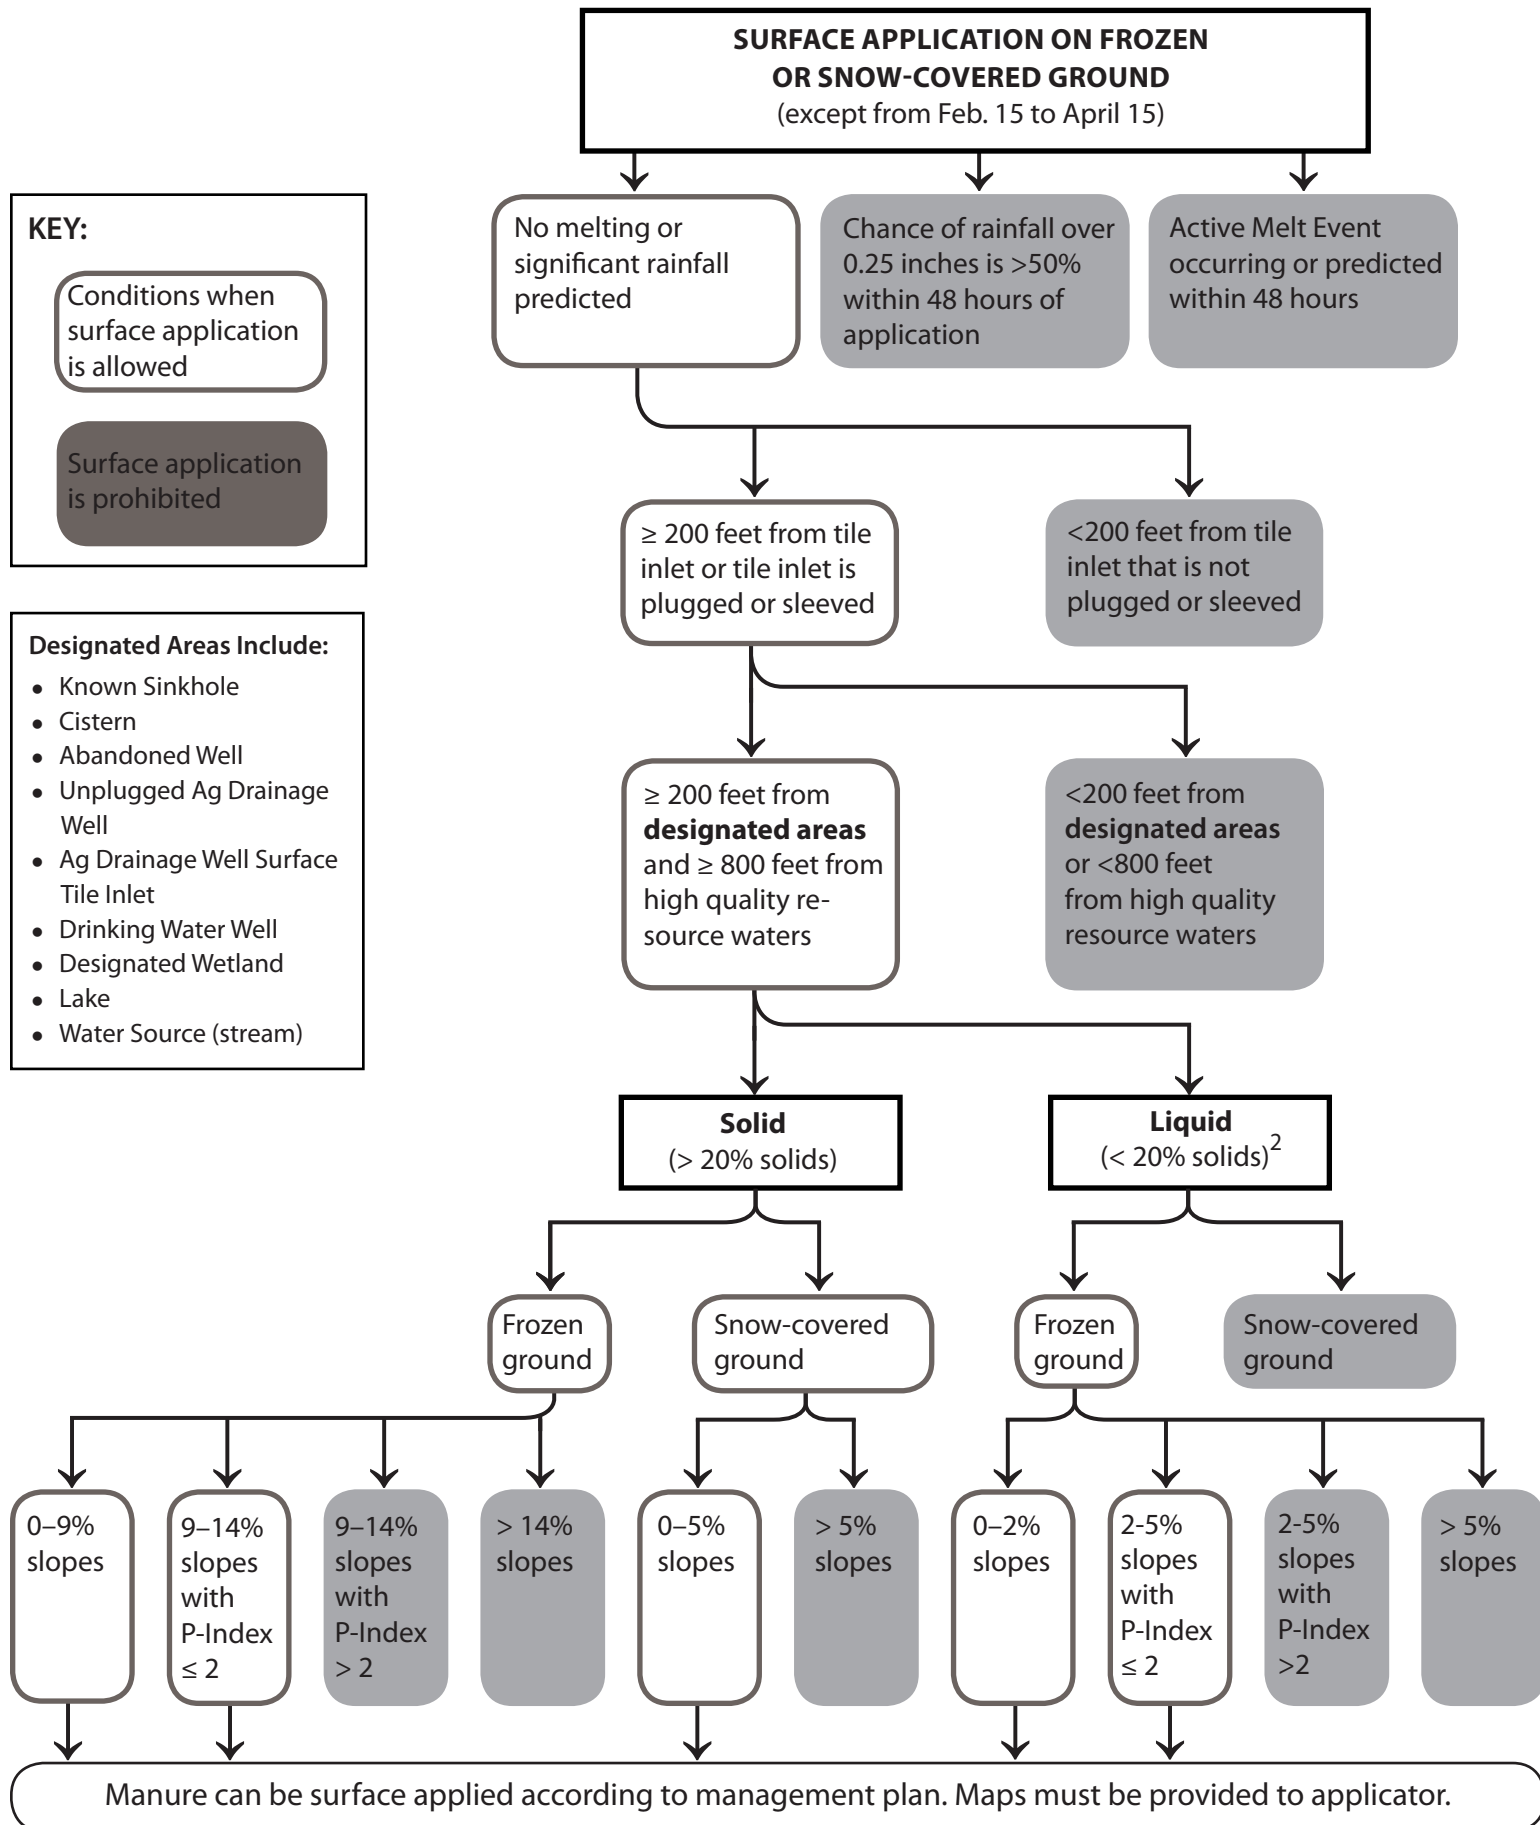 SURFACE APPLICATION ON FROZEN
OR SNOW-COVERED GROUND
(except from Feb. 15 to April 15)
KEY:
Conditions when
surface application
is allowed
Surface application
is prohibited
No melting or
significant rainfall
predicted
Chance of rainfall over
0.25 inches is >50%
within 48 hours of
application
Active Melt Event
occurring or predicted
within 48 hours
≥ 200 feet from tile
inlet or tile inlet is
plugged or sleeved
<200 feet from tile
inlet that is not
plugged or sleeved
Designated Areas Include:
• Known Sinkhole
• Cistern
• Abandoned Well
• Unplugged Ag Drainage
Well
• Ag Drainage Well Surface
Tile Inlet
• Drinking Water Well
• Designated Wetland
• Lake
• Water Source (stream)
≥ 200 feet from
designated areas
and ≥ 800 feet from
high quality re-
source waters
<200 feet from
designated areas
or <800 feet
from high quality
resource waters
Solid
(> 20% solids)
Liquid
(< 20% solids)2
Frozen
ground
Snow-covered
ground
Frozen
ground
Snow-covered
ground
0–9%
slopes
9–14%
slopes
with
P-Index
≤ 2
9–14%
slopes
with
P-Index
> 2
> 14%
slopes
0–5%
slopes
> 5%
slopes
0–2%
slopes
2-5%
slopes
with
P-Index
≤ 2
2-5%
slopes
with
P-Index
>2
> 5%
slopes
Manure can be surface applied according to management plan. Maps must be provided to applicator.